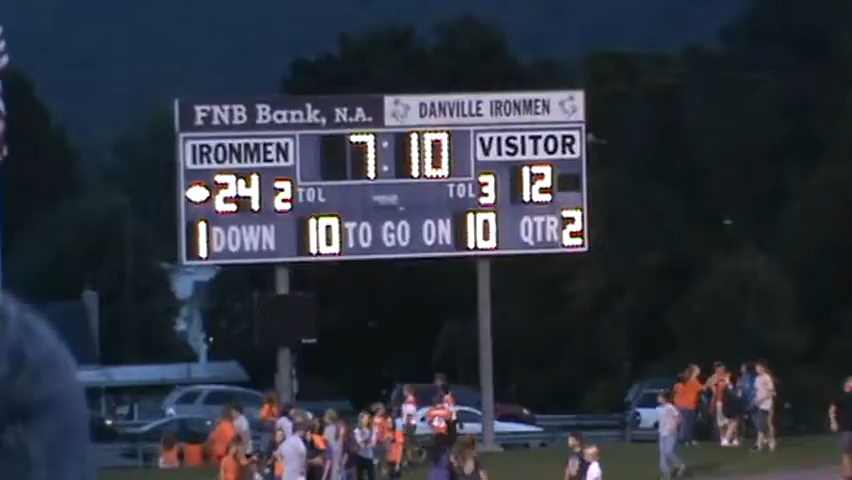 FNB Bank, N.A. DANVILLE IRONMEN
IRONMEN 7:10 VISITOR
24 2 TOL TOL 3 12
1 DOWN 10 TO GO ON 10 QTR 2